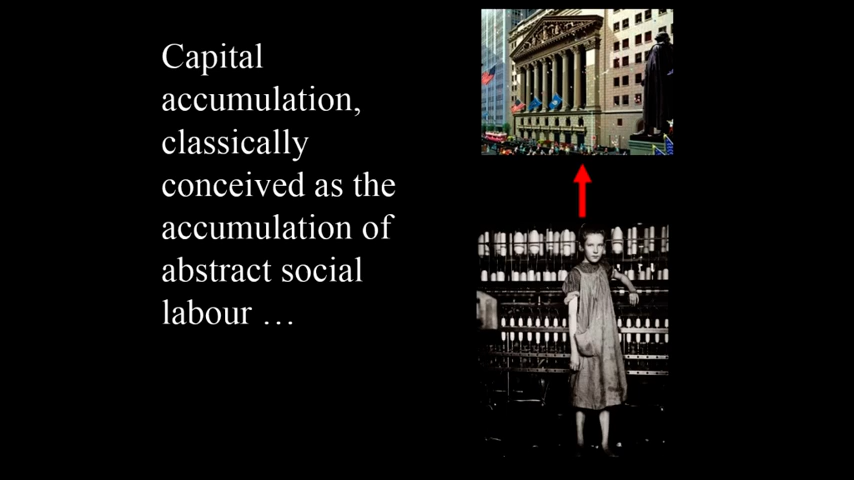 Capital
accumulation,
classically
conceived as the
accumulation of
abstract social
labour …